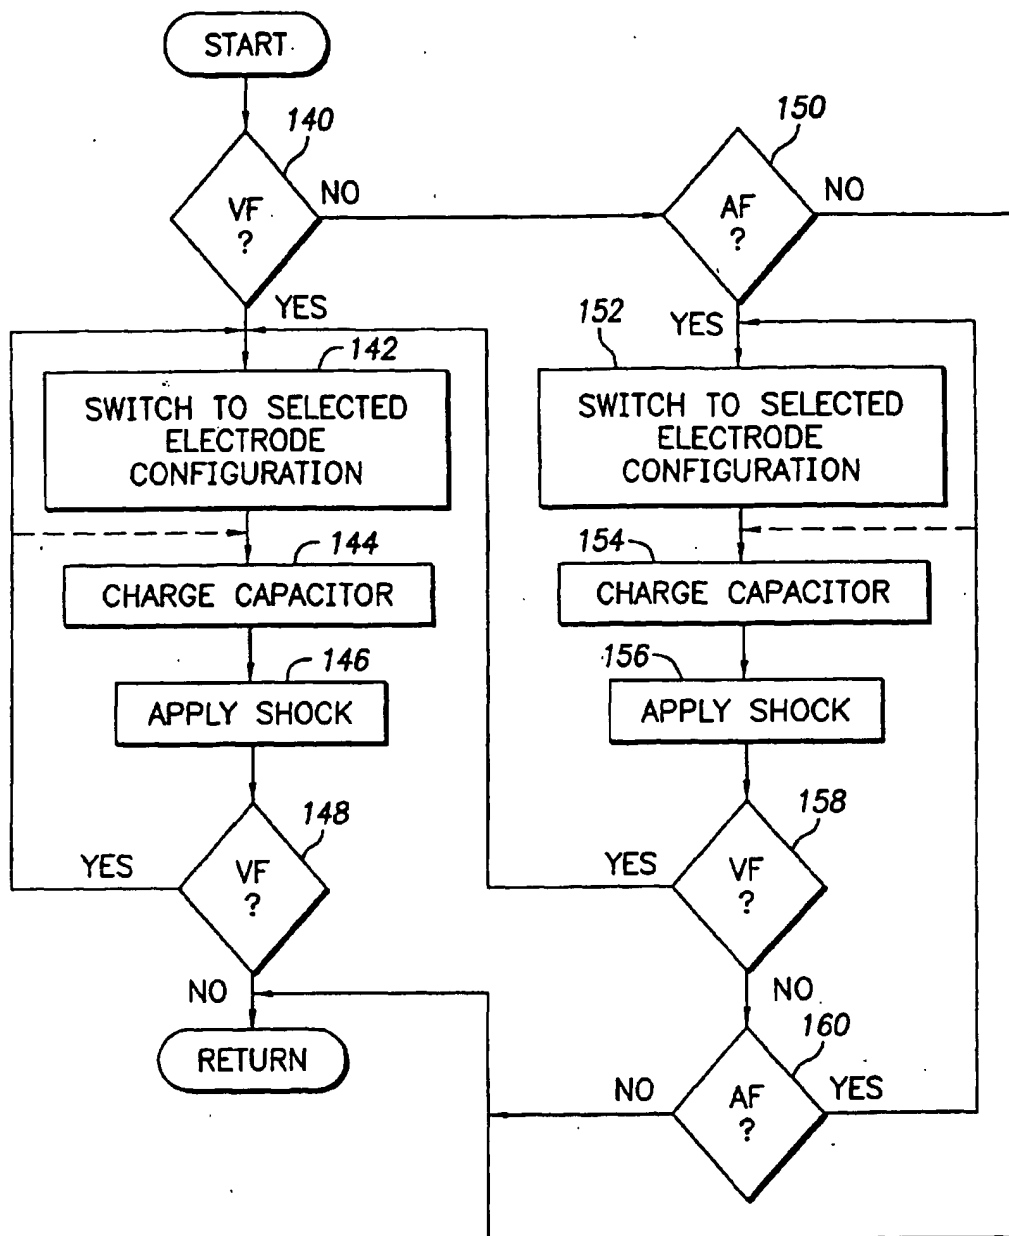 START
140
VF
?
NO
150
AF
?
NO
YES
142
SWITCH TO SELECTED
ELECTRODE
CONFIGURATION
144
CHARGE CAPACITOR
146
APPLY SHOCK
148
VF
?
YES
NO
RETURN
YES
152
SWITCH TO SELECTED
ELECTRODE
CONFIGURATION
154
CHARGE CAPACITOR
156
APPLY SHOCK
158
VF
?
YES
NO
160
AF
?
NO
YES